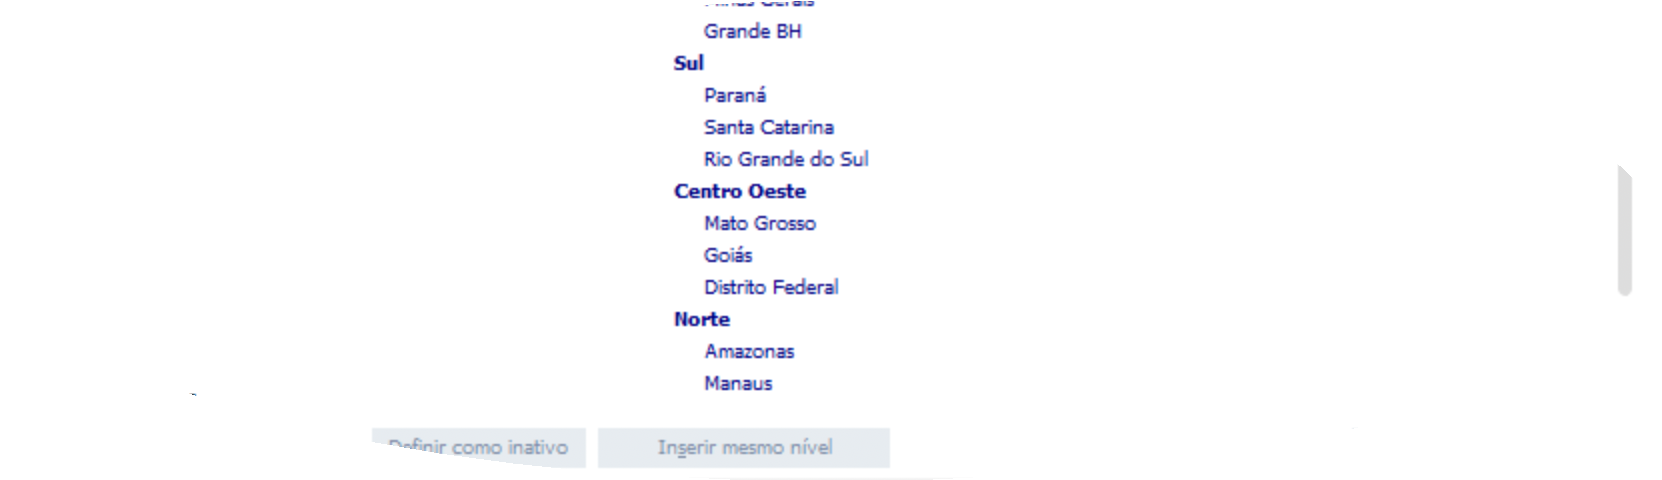 Grande BH
Sul
Paraná
Santa Catarina
Rio Grande do Sul
Centro Oeste
Mato Grosso
Goiás
Distrito Federal
Norte
Amazonas
Manaus
como inativo Inserir mesmo nível